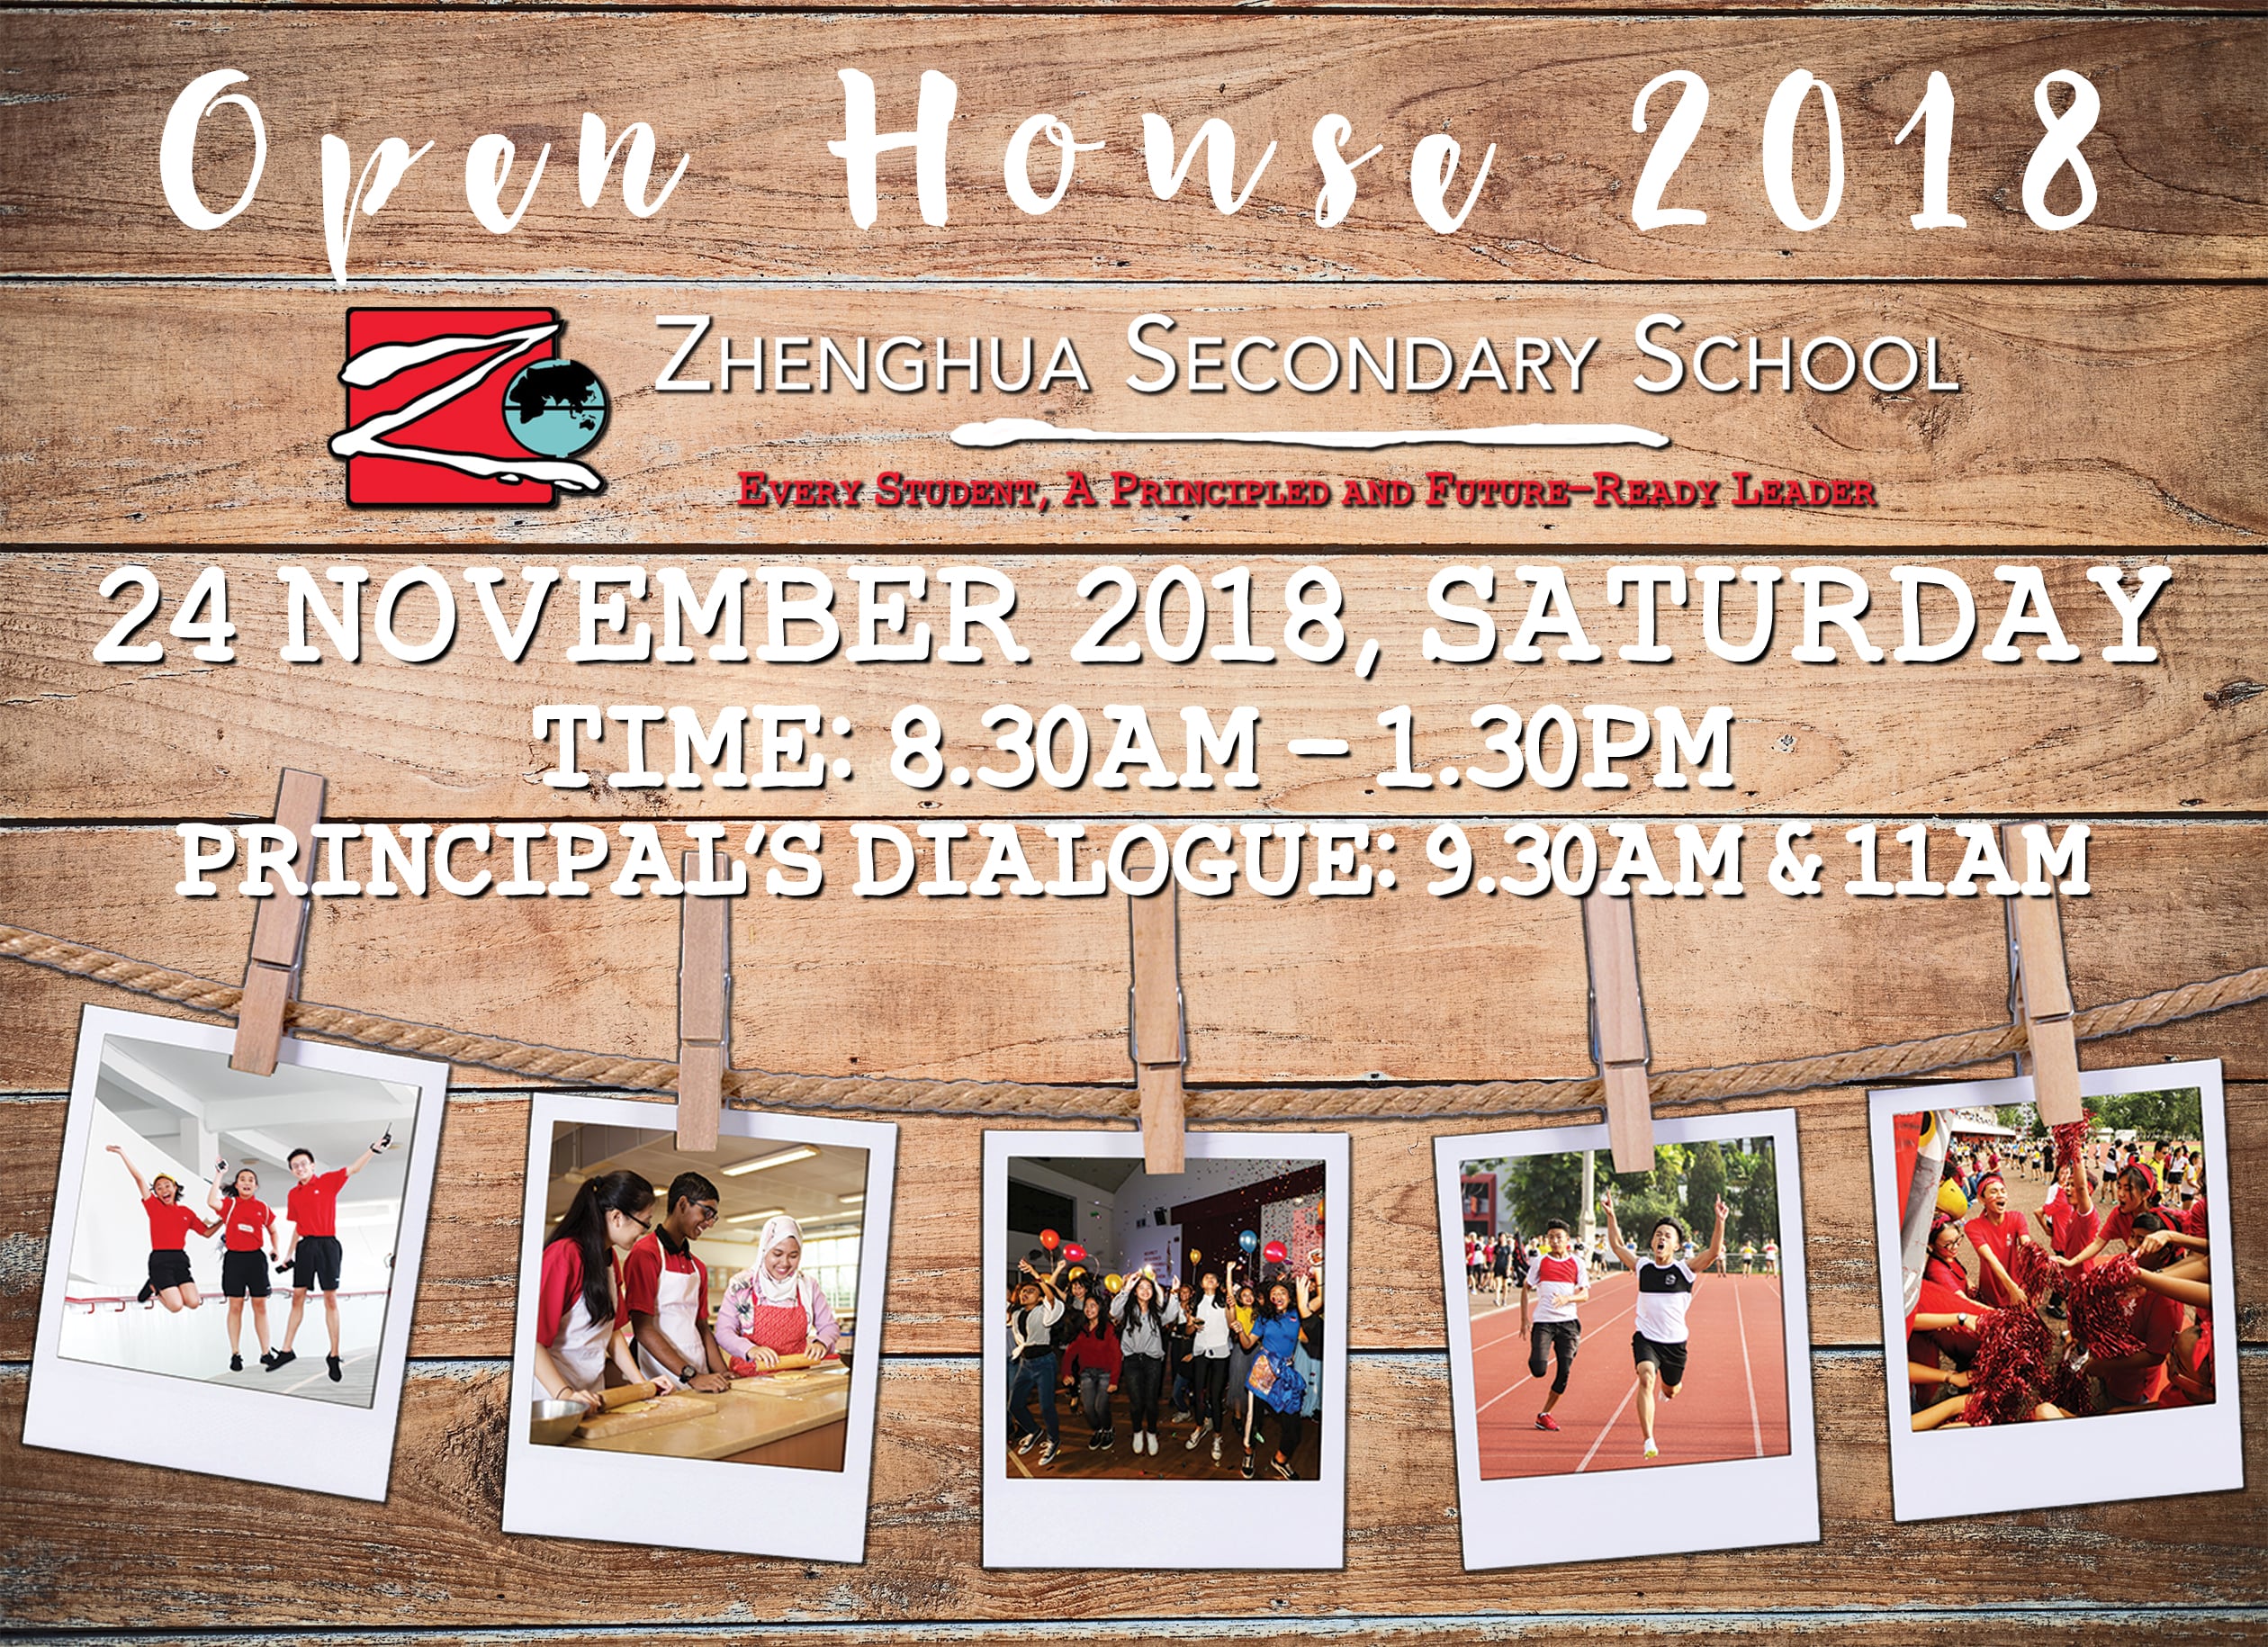 Open House 2018
Zhenghua Secondary School
Every Student, A Principled and Future-Ready Leader
24 NOVEMBER 2018, SATURDAY
TIME: 8.30AM – 1.30PM
PRINCIPAL'S DIALOGUE: 9.30AM & 11AM